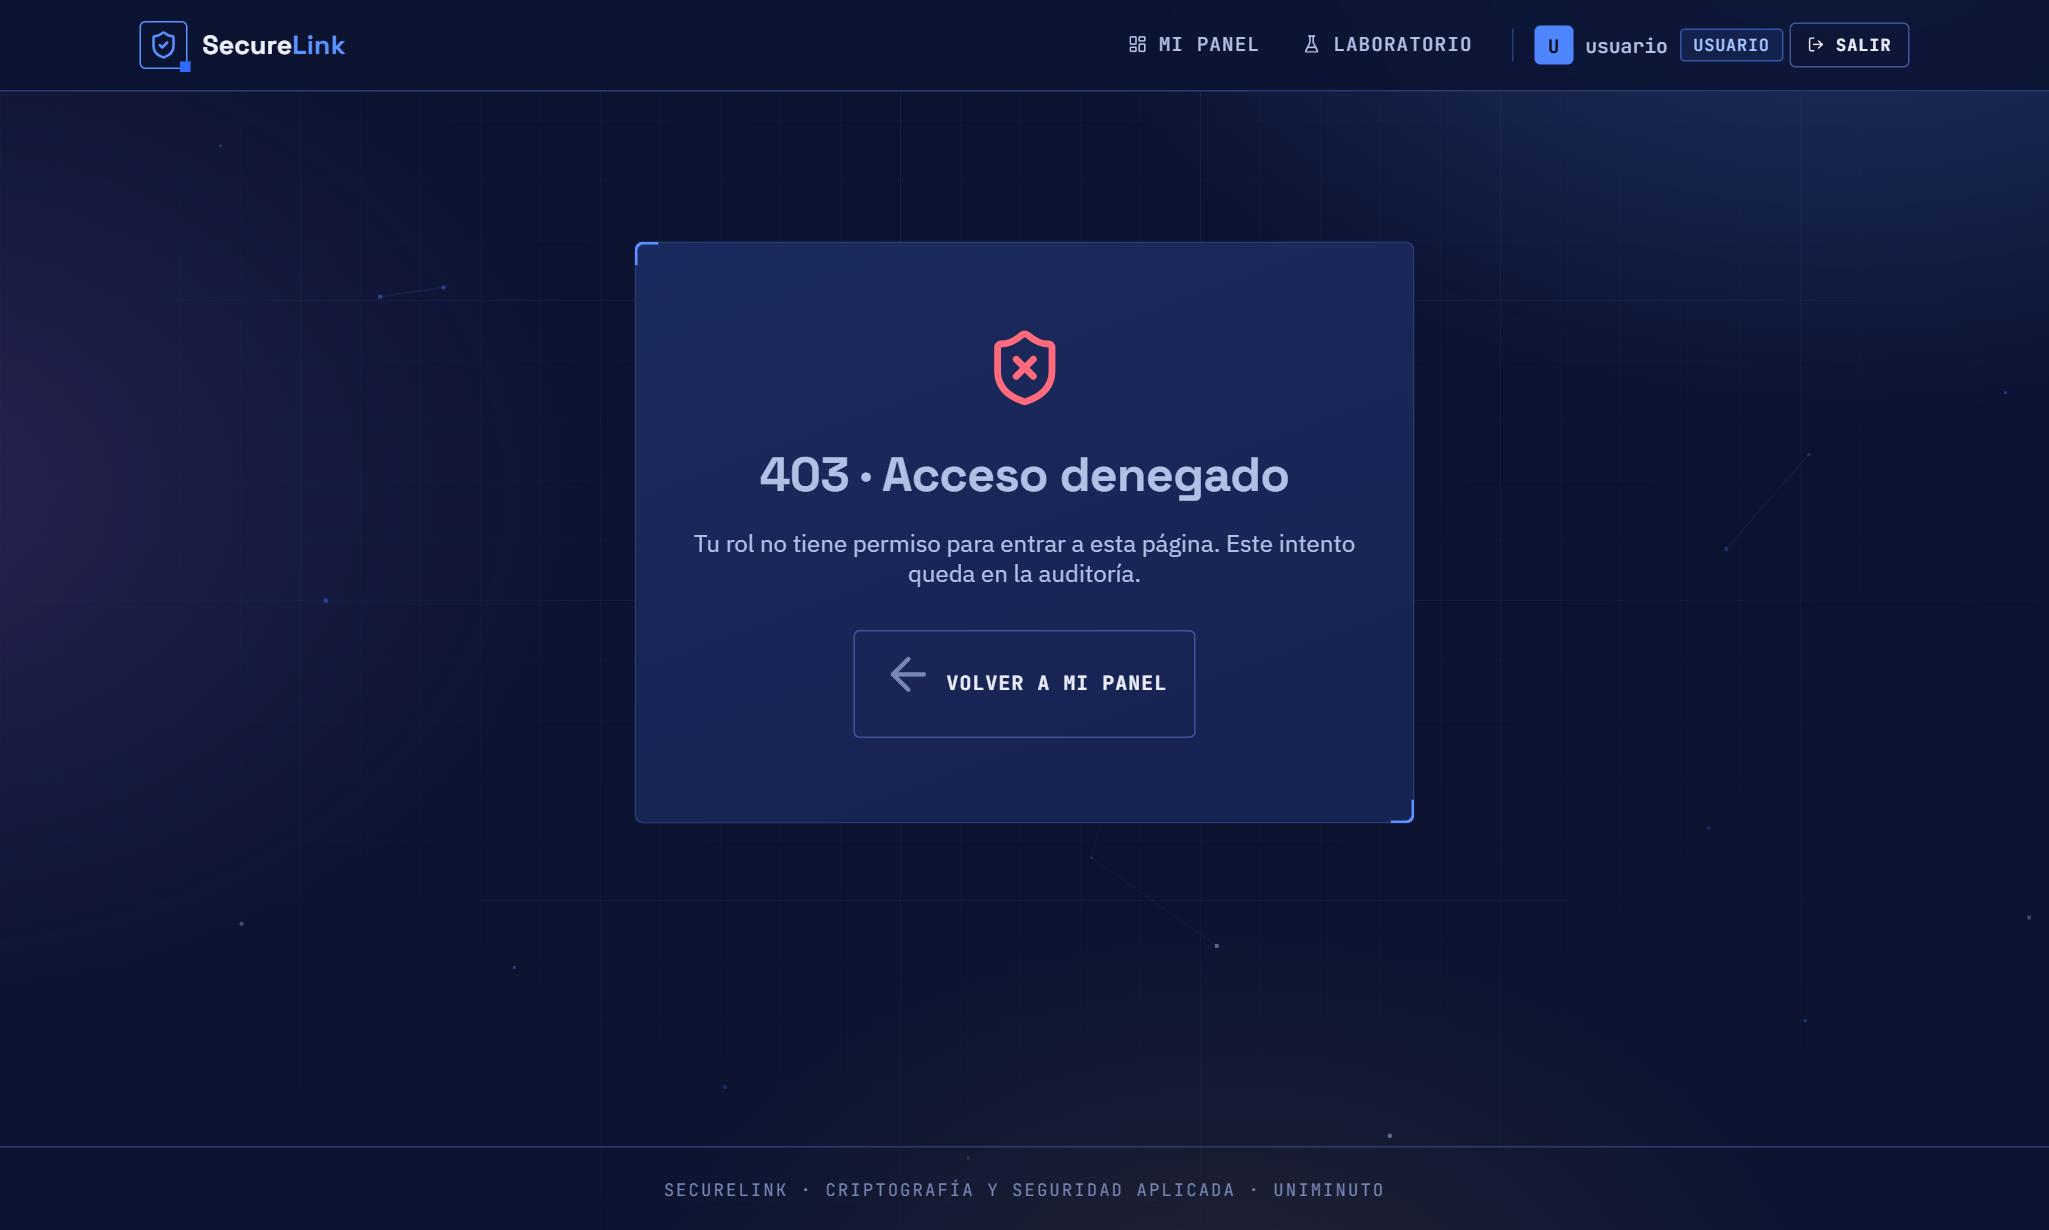 SecureLink
MI PANEL
LABORATORIO
U
usuario
USUARIO
SALIR
403 · Acceso denegado
Tu rol no tiene permiso para entrar a esta página. Este intento
queda en la auditoría.
VOLVER A MI PANEL
SECURELINK · CRIPTOGRAFÍA Y SEGURIDAD APLICADA · UNIMINUTO